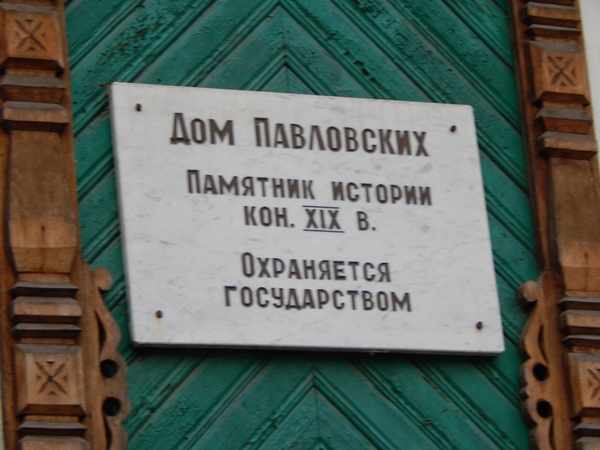 Дом Павловских
Памятник истории
кон. XIX в.
Охраняется
государством